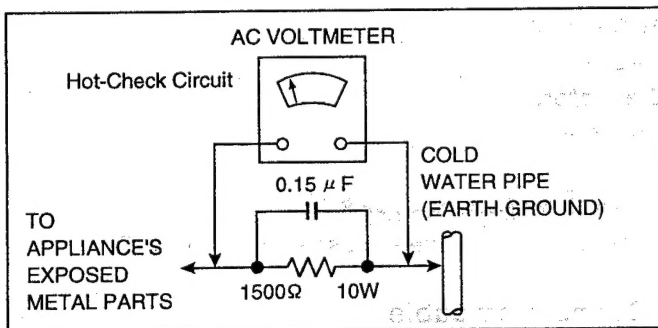 AC VOLTMETER
Hot-Check Circuit
COLD
WATER PIPE
(EARTH GROUND)
0.15 μF
TO
APPLIANCE'S
EXPOSED
METAL PARTS
1500Ω 10W